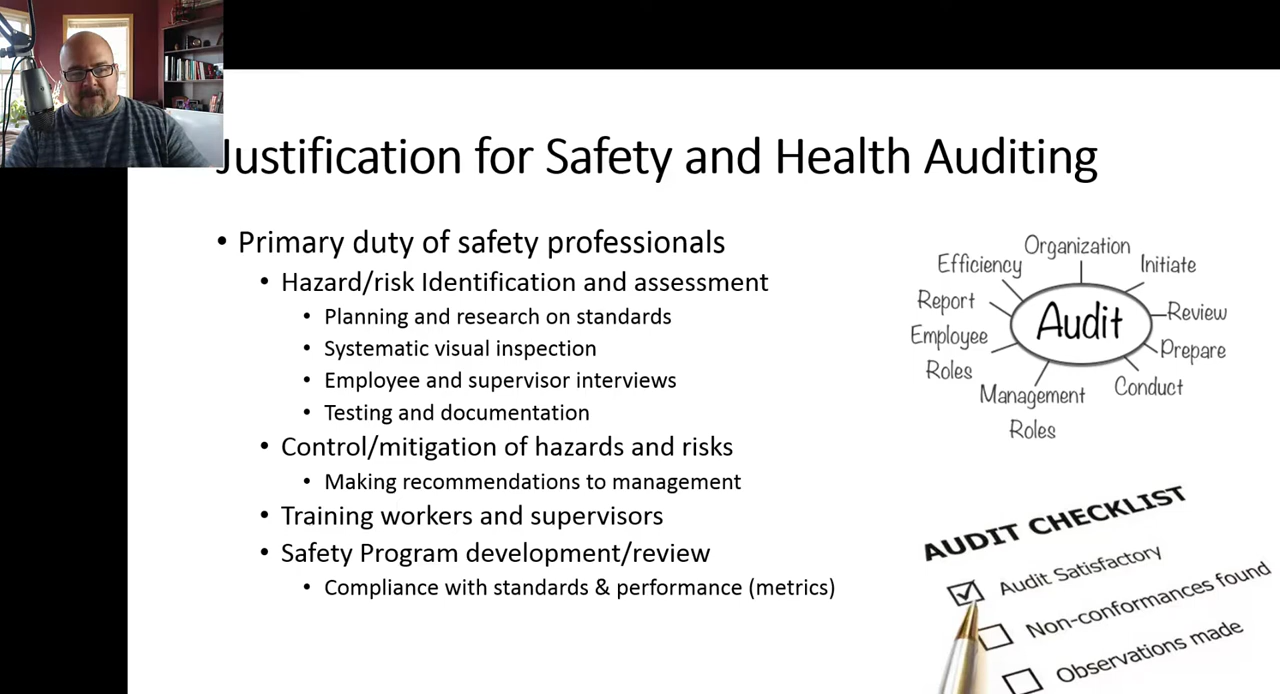 Justification for Safety and Health Auditing
• Primary duty of safety professionals
• Hazard/risk Identification and assessment
• Planning and research on standards
• Systematic visual inspection
• Employee and supervisor interviews
• Testing and documentation
• Control/mitigation of hazards and risks
• Making recommendations to management
• Training workers and supervisors
• Safety Program development/review
• Compliance with standards & performance (metrics)
Organization
Efficiency
Initiate
Report
Audit
Review
Employee
Roles
Prepare
Management
Roles
Conduct
AUDIT CHECKLIST
Audit Satisfactory
Non-conformances found
Observations made